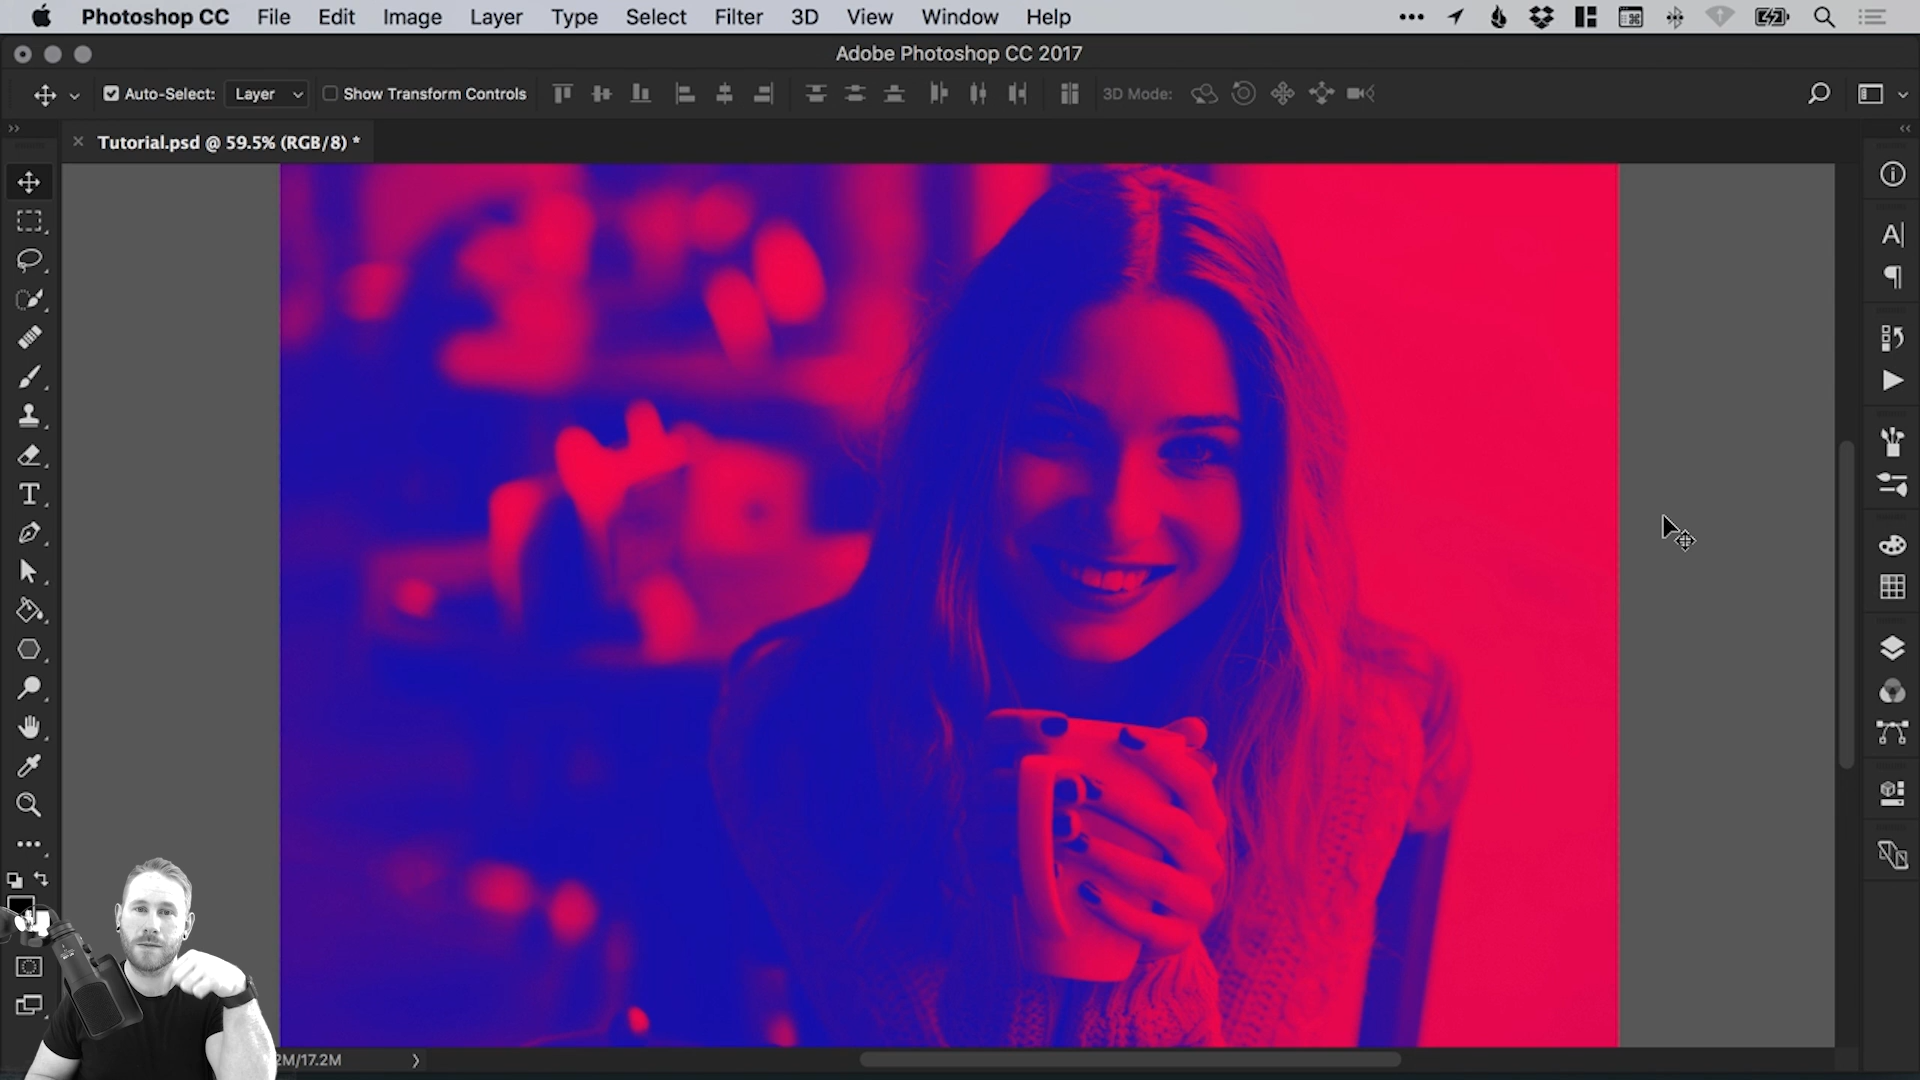 Photoshop CC File Edit Image Layer Type Select Filter 3D View Window Help
Adobe Photoshop CC 2017
Auto-Select: Layer Show Transform Controls 3D Mode:
Tutorial.psd @ 59.5% (RGB/8) *
2M/17.2M